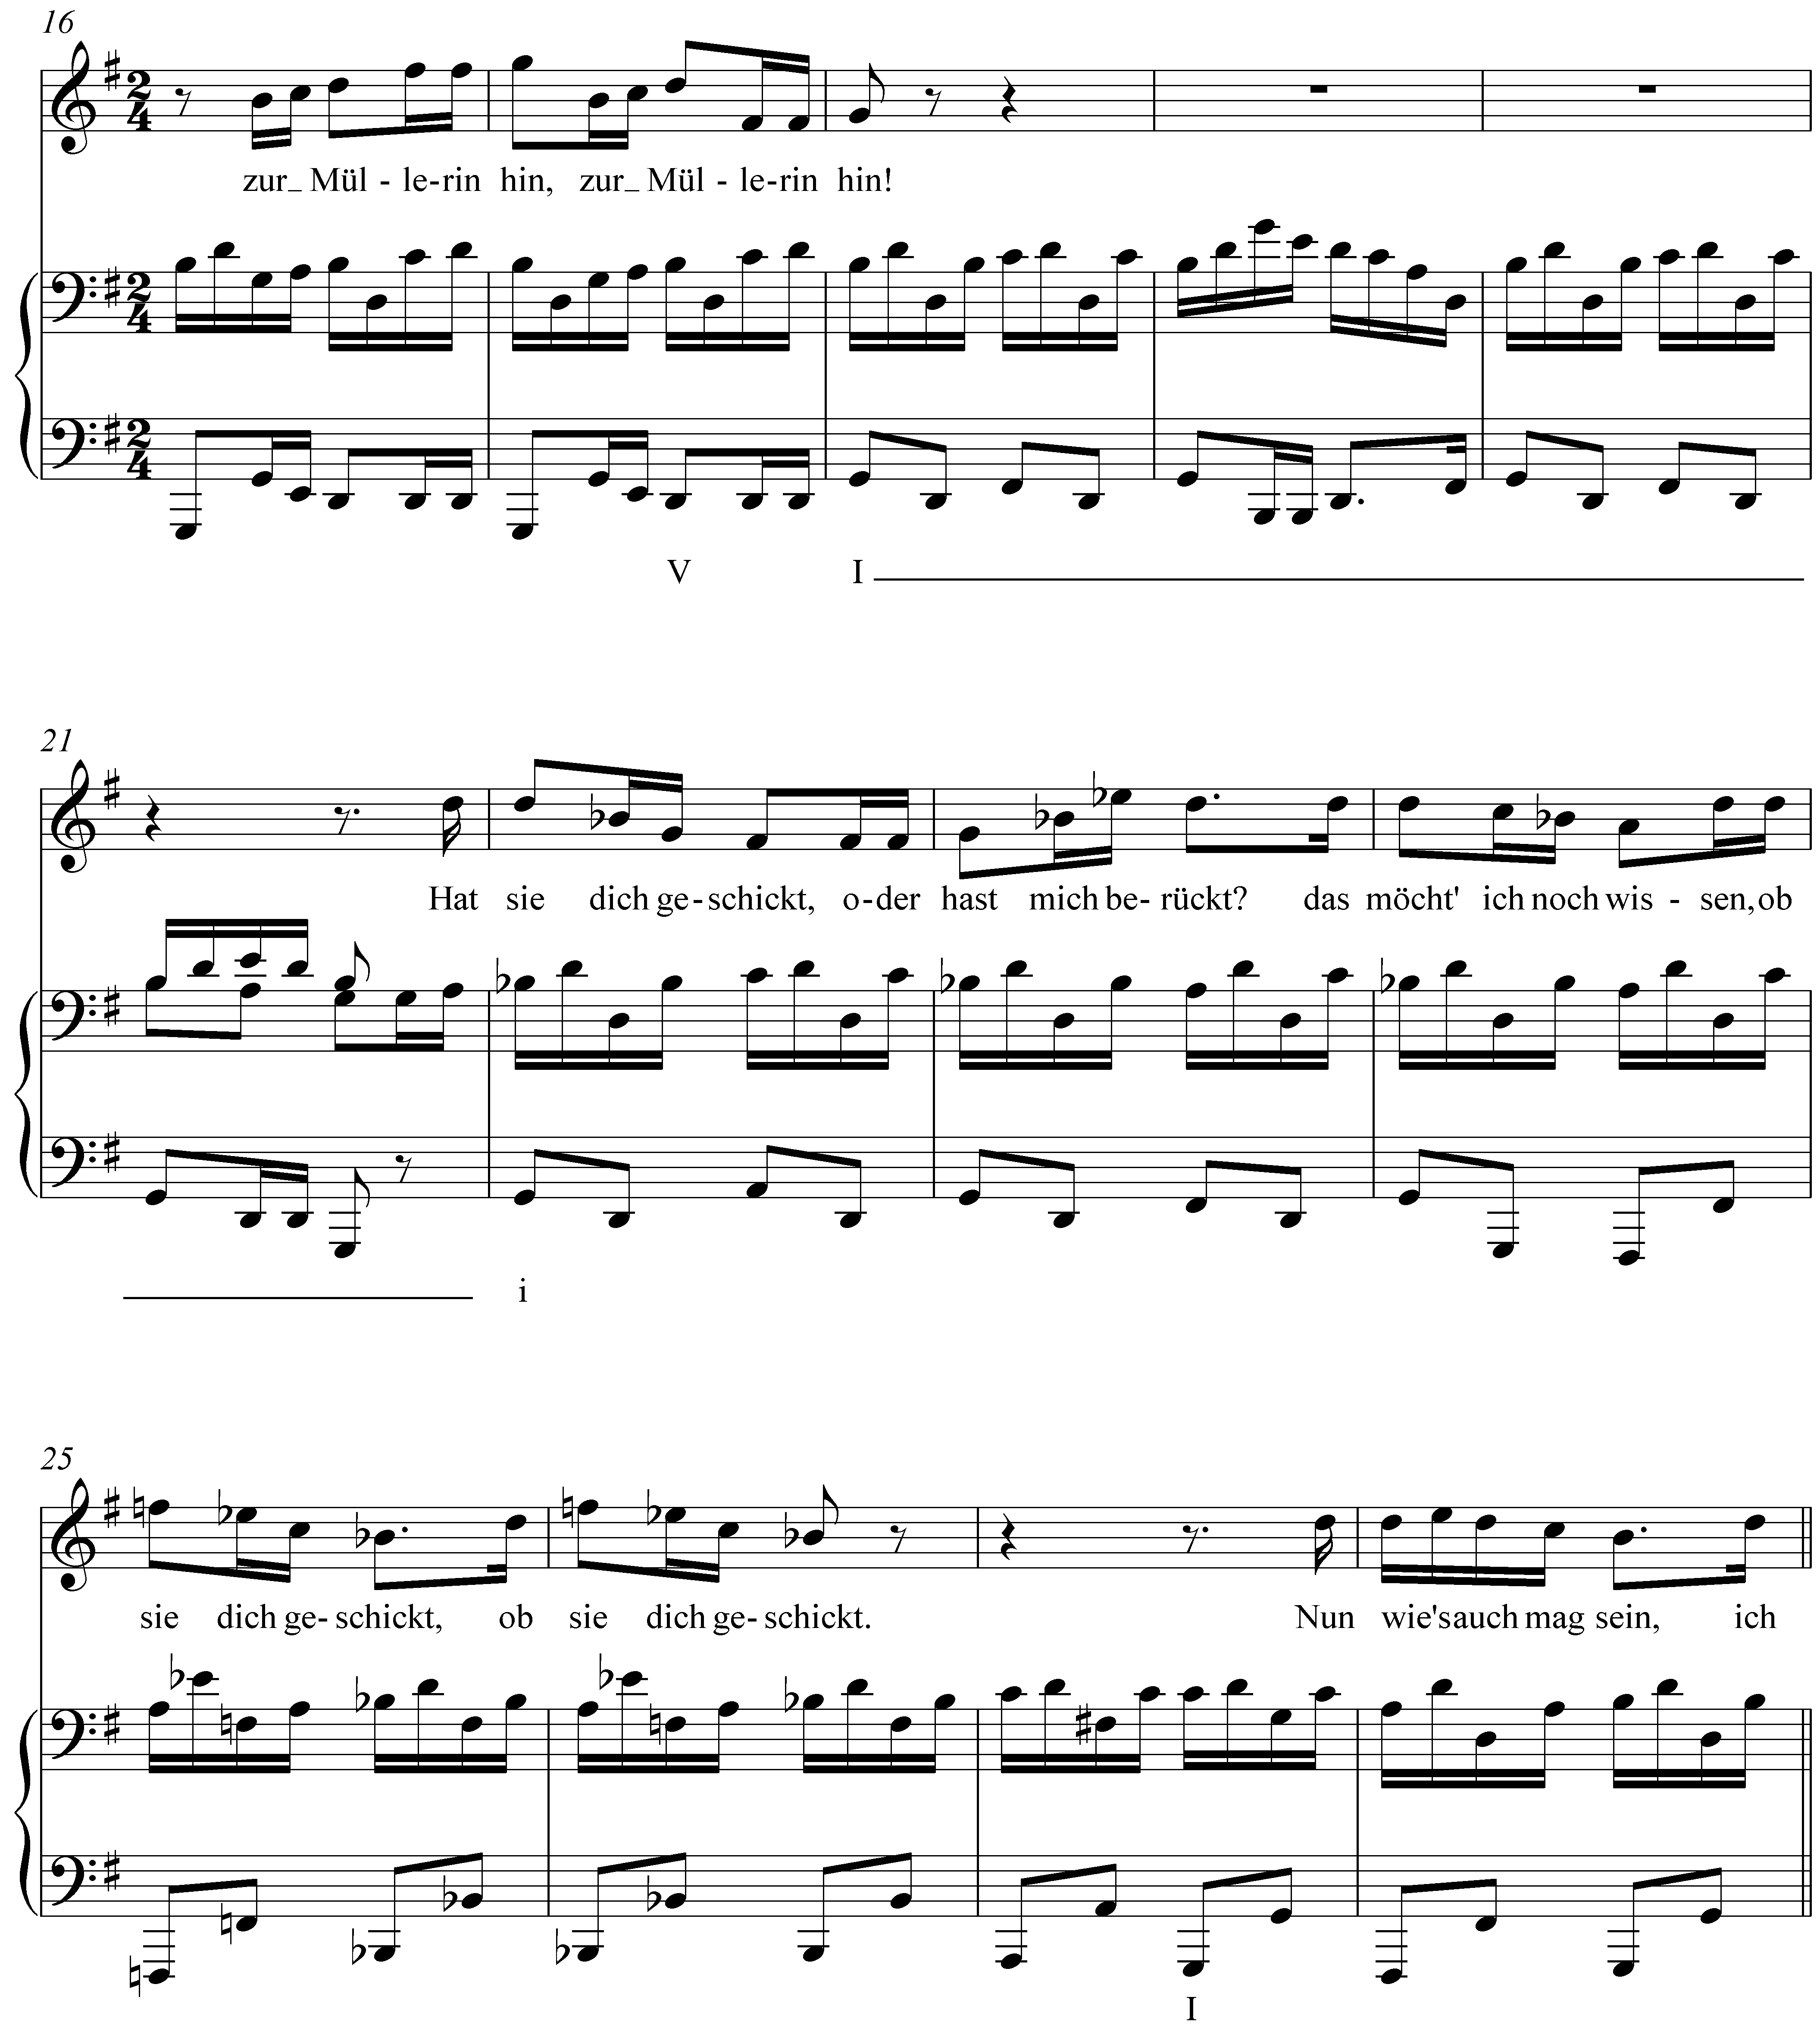 16
zur_ Mül - le-rin hin, zur_ Mül - le-rin hin!
V I
21
Hat sie dich ge-schickt, o-der hast mich be- rückt? das möcht' ich noch wis - sen,ob
i
25
sie dich ge- schickt, ob sie dich ge- schickt. Nun wie's auch mag sein, ich
I